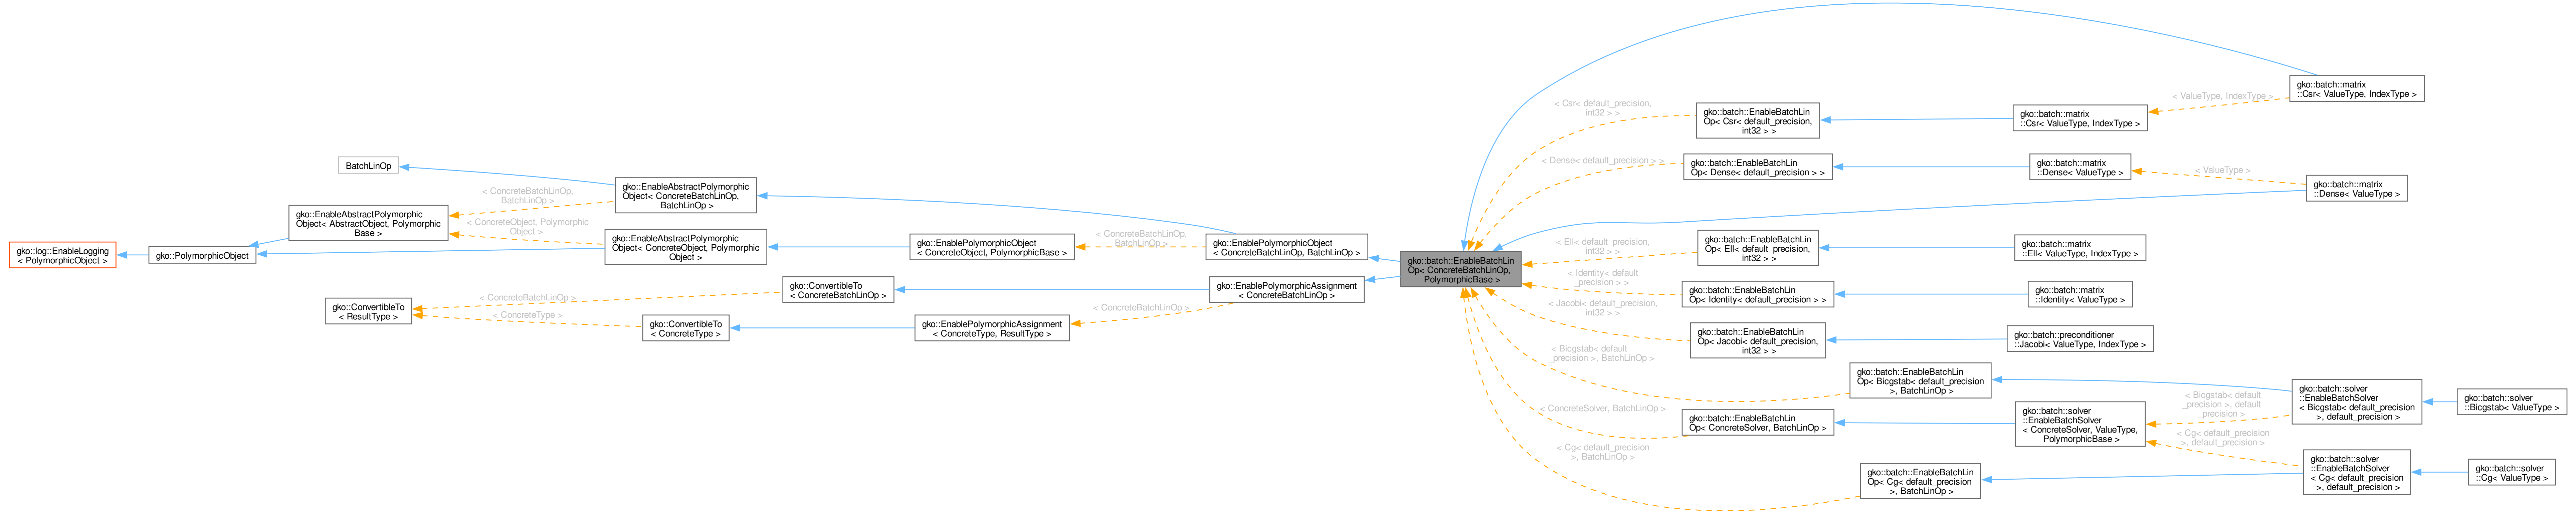 gko::log::EnableLogging
< PolymorphicObject >
gko::PolymorphicObject
BatchLinOp
gko::EnableAbstractPolymorphic
Object< AbstractObject, Polymorphic
Base >
gko::ConvertibleTo
< ResultType >
< ConcreteBatchLinOp,
BatchLinOp >
< ConcreteObject, Polymorphic
Object >
< ConcreteBatchLinOp >
< ConcreteType >
gko::EnableAbstractPolymorphic
Object< ConcreteBatchLinOp,
BatchLinOp >
gko::EnableAbstractPolymorphic
Object< ConcreteObject, Polymorphic
Object >
gko::ConvertibleTo
< ConcreteBatchLinOp >
gko::ConvertibleTo
< ConcreteType >
gko::EnablePolymorphicObject
< ConcreteObject, PolymorphicBase >
gko::EnablePolymorphicAssignment
< ConcreteType, ResultType >
< ConcreteBatchLinOp,
BatchLinOp >
< ConcreteBatchLinOp >
gko::EnablePolymorphicObject
< ConcreteBatchLinOp, BatchLinOp >
gko::EnablePolymorphicAssignment
< ConcreteBatchLinOp >
gko::batch::EnableBatchLin
Op< ConcreteBatchLinOp,
PolymorphicBase >
< Csr< default_precision,
int32 > >
< Dense< default_precision > >
< Ell< default_precision,
int32 > >
< Identity< default
_precision > >
< Jacobi< default_precision,
int32 > >
< Bicgstab< default
_precision >, BatchLinOp >
< ConcreteSolver, BatchLinOp >
< Cg< default_precision
>, BatchLinOp >
gko::batch::EnableBatchLin
Op< Csr< default_precision,
int32 > >
gko::batch::EnableBatchLin
Op< Dense< default_precision > >
gko::batch::EnableBatchLin
Op< Ell< default_precision,
int32 > >
gko::batch::EnableBatchLin
Op< Identity< default_precision > >
gko::batch::EnableBatchLin
Op< Jacobi< default_precision,
int32 > >
gko::batch::EnableBatchLin
Op< Bicgstab< default_precision
>, BatchLinOp >
gko::batch::EnableBatchLin
Op< ConcreteSolver, BatchLinOp >
gko::batch::EnableBatchLin
Op< Cg< default_precision
>, BatchLinOp >
gko::batch::matrix
::Csr< ValueType, IndexType >
gko::batch::matrix
::Dense< ValueType >
gko::batch::matrix
::Ell< ValueType, IndexType >
gko::batch::matrix
::Identity< ValueType >
gko::batch::preconditioner
::Jacobi< ValueType, IndexType >
gko::batch::solver
::EnableBatchSolver
< ConcreteSolver, ValueType,
PolymorphicBase >
< ValueType, IndexType >
< ValueType >
< Bicgstab< default
_precision >, default
_precision >
< Cg< default_precision
>, default_precision >
gko::batch::matrix
::Csr< ValueType, IndexType >
gko::batch::matrix
::Dense< ValueType >
gko::batch::solver
::EnableBatchSolver
< Bicgstab< default_precision
>, default_precision >
gko::batch::solver
::EnableBatchSolver
< Cg< default_precision
>, default_precision >
gko::batch::solver
::Bicgstab< ValueType >
gko::batch::solver
::Cg< ValueType >